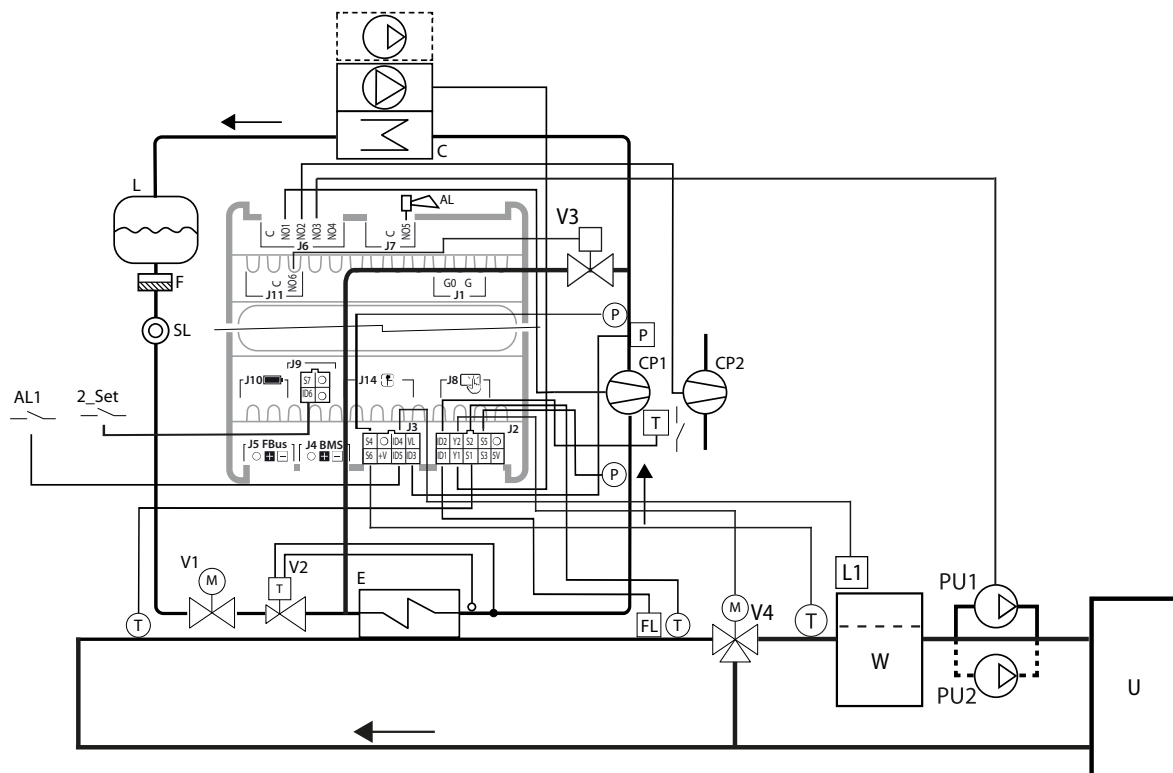 C
L
F
SL
AL
V3
C NO1 NO2 NO3 NO4
J6
C NO5
J7
C NO6
J11
G0 G
J1
P
P
CP1
CP2
T
J9
S7
ID6
J10
J14
J8
AL1
2_Set
J5 FBus
J4 BMS
J3
S4 ID4 VL
S6 +V ID5 ID3
J2
ID2 Y2 S2 S5
ID1 Y1 S1 S3 5V
P
V1
M
V2
T
E
T
FL
T
M
V4
T
L1
W
PU1
PU2
U